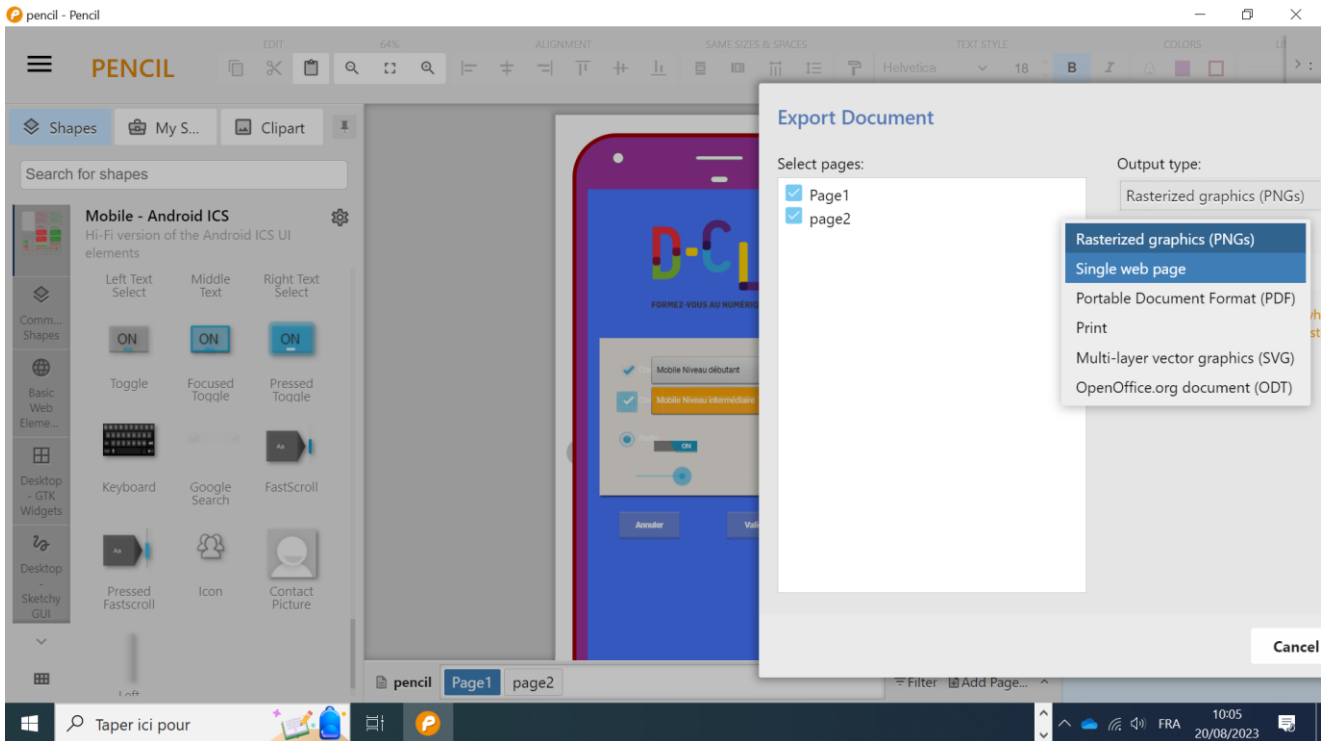 pencil - Pencil
EDIT 64% ALIGNMENT SAME SIZES & SPACES TEXT STYLE COLORS
PENCIL Helvetica 18 B I
Shapes My S... Clipart
Search for shapes
Mobile - Android ICS
Hi-Fi version of the Android ICS UI
elements
Left Text
Select
Middle
Text
Right Text
Select
Comm...
Shapes
ON ON ON
Toggle
Focused
Toggle
Pressed
Toggle
Basic
Web
Eleme...
Keyboard
Google
Search
FastScroll
Desktop
- GTK
Widgets
Aa
Aa
Pressed
Fastscroll
Icon
Contact
Picture
Desktop
-
Sketchy
GUI
D-CL
FORMEZ-VOUS AU NUMÉRIQ
Mobile Niveau débutant
Mobile Niveau intermédiaire
ON
Annuler Vali
Export Document
Select pages:
Page1
page2
Output type:
Rasterized graphics (PNGs)
Rasterized graphics (PNGs)
Single web page
Portable Document Format (PDF)
Print
Multi-layer vector graphics (SVG)
OpenOffice.org document (ODT)
Cancel
pencil Page1 page2 Filter Add Page...
Taper ici pour
FRA
10:05
20/08/2023